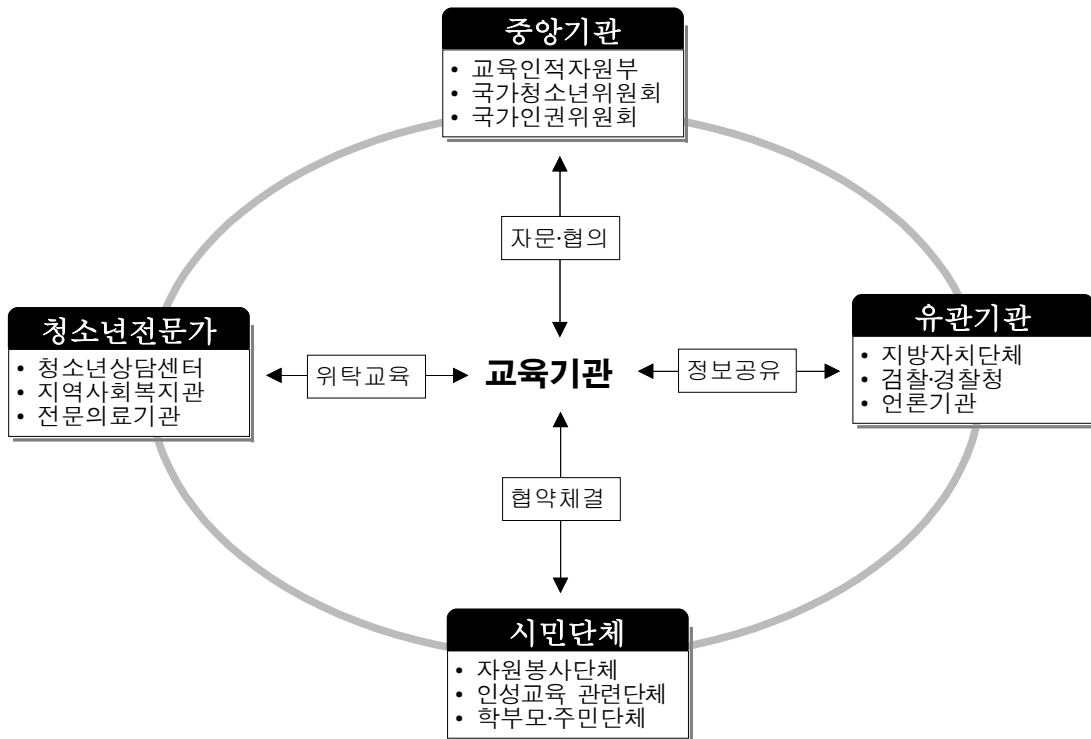 중앙기관
• 교육인적자원부
• 국가청소년위원회
• 국가인권위원회
자문·협의
청소년전문가
• 청소년상담센터
• 지역사회복지관
• 전문의료기관
위탁교육
교육기관
정보공유
유관기관
• 지방자치단체
• 검찰·경찰청
• 언론기관
협약체결
시민단체
• 자원봉사단체
• 인성교육 관련단체
• 학부모·주민단체